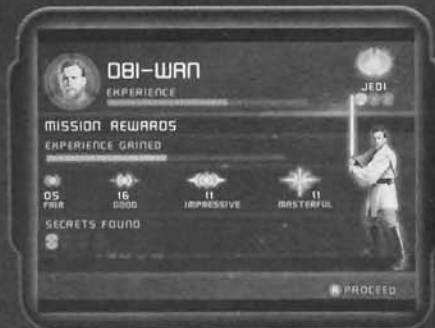 OBI-WAN
EXPERIENCE
JEDI
MISSION REWARDS
EXPERIENCE GAINED
05 16 11 11
FAIR GOOD IMPRESSIVE MASTERFUL
SECRETS FOUND
A PROCEED